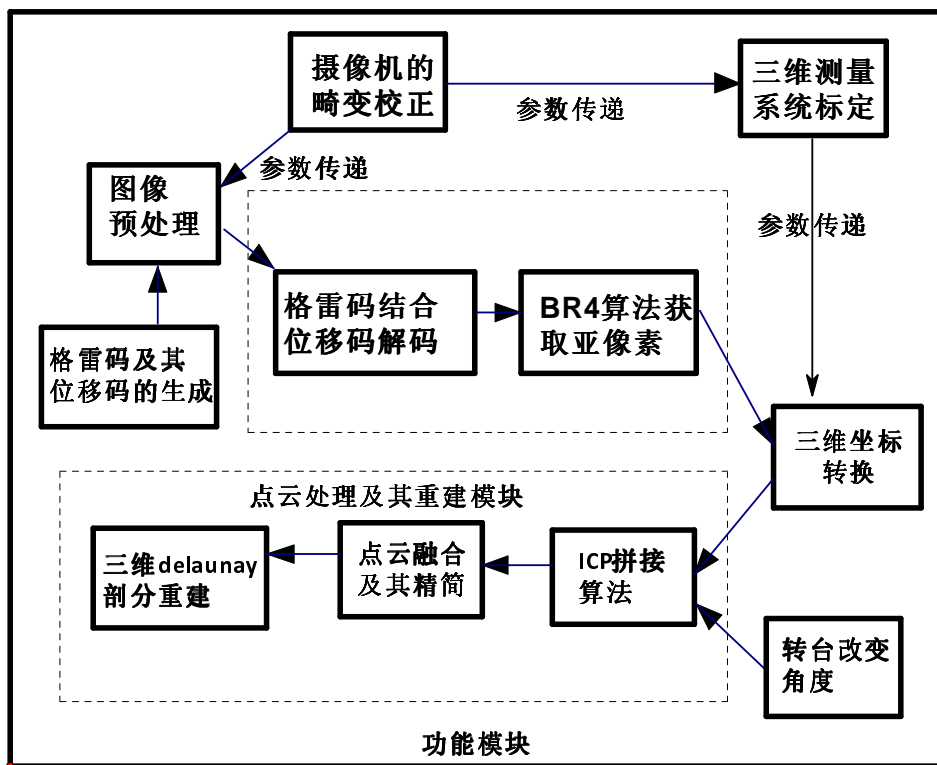 摄像机的
畸变校正
三维测量
系统标定
参数传递
参数传递
图像
预处理
参数传递
格雷码结合
位移码解码
BR4算法获
取亚像素
格雷码及其
位移码的生成
三维坐标
转换
点云处理及其重建模块
三维delaunay
剖分重建
点云融合
及其精简
ICP拼接
算法
转台改变
角度
功能模块